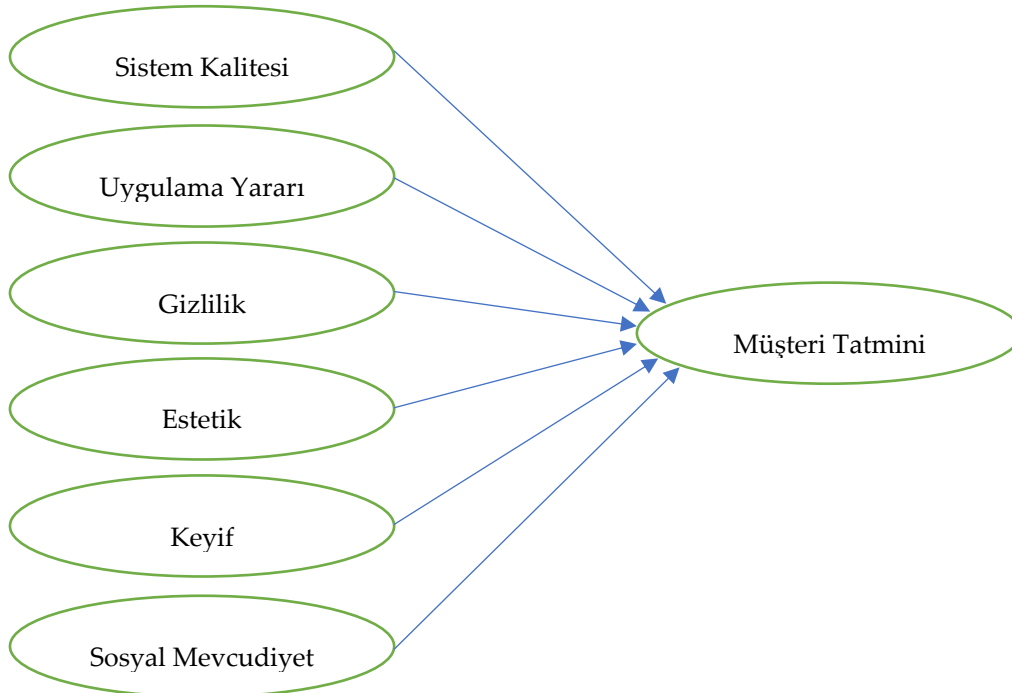 Sistem Kalitesi
Uygulama Yararı
Gizlilik
Müşteri Tatmini
Estetik
Keyif
Sosyal Mevcudiyet